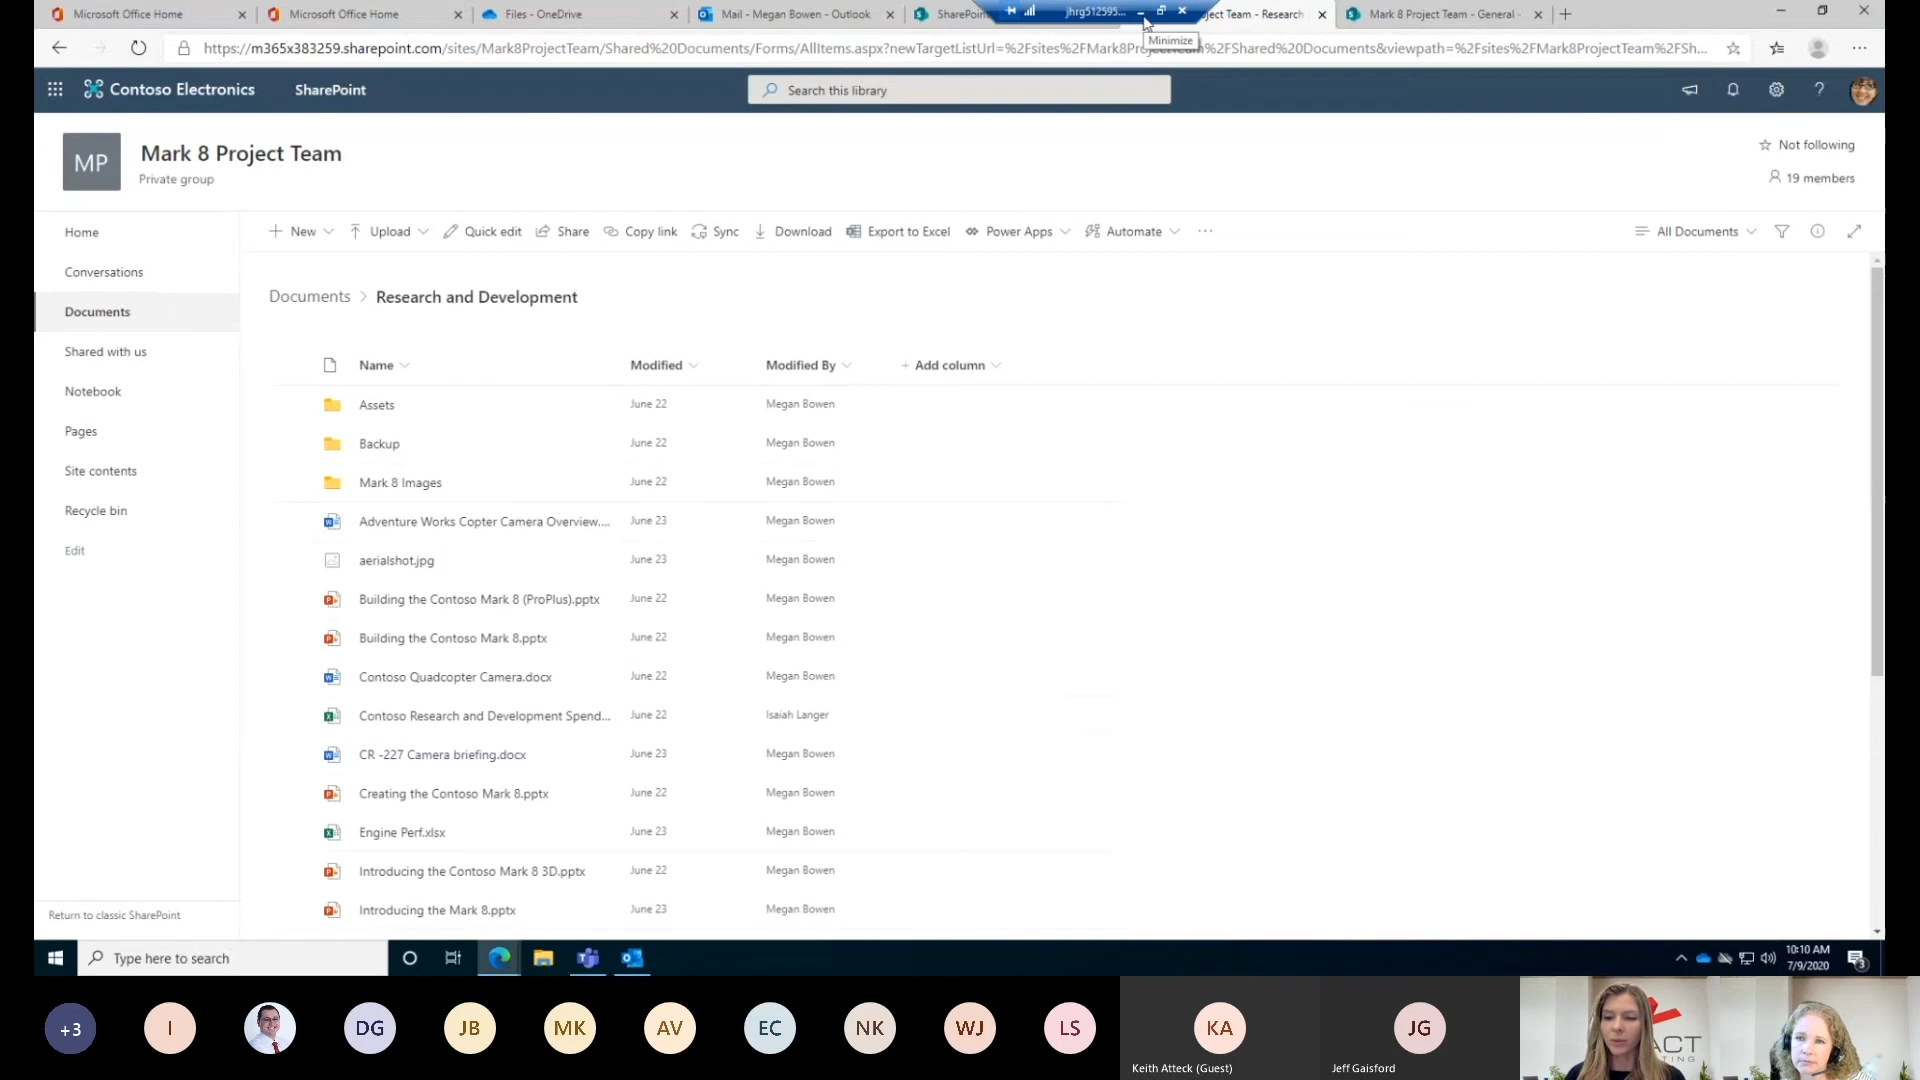 Microsoft Office Home
Microsoft Office Home
Files - OneDrive
Mail - Megan Bowen - Outlook
SharePoint
jhrg512595...
ject Team - Research
Mark 8 Project Team - General -
Minimize
https://m365x383259.sharepoint.com/sites/Mark8ProjectTeam/Shared%20Documents/Forms/AllItems.aspx?newTargetListUrl=%2Fsites%2FMark8ProjectTeam%2FShared%20Documents&viewpath=%2Fsites%2FMark8ProjectTeam%2FSh...
Contoso Electronics
SharePoint
Search this library
MP
Mark 8 Project Team
Private group
Not following
19 members
New
Upload
Quick edit
Share
Copy link
Sync
Download
Export to Excel
Power Apps
Automate
...
All Documents
Home
Conversations
Documents
Shared with us
Notebook
Pages
Site contents
Recycle bin
Edit
Return to classic SharePoint
Documents > Research and Development
Name Modified Modified By + Add column
Assets June 22 Megan Bowen
Backup June 22 Megan Bowen
Mark 8 Images June 22 Megan Bowen
Adventure Works Copter Camera Overview.... June 23 Megan Bowen
aerialshot.jpg June 23 Megan Bowen
Building the Contoso Mark 8 (ProPlus).pptx June 22 Megan Bowen
Building the Contoso Mark 8.pptx June 22 Megan Bowen
Contoso Quadcopter Camera.docx June 22 Megan Bowen
Contoso Research and Development Spend... June 22 Isaiah Langer
CR -227 Camera briefing.docx June 23 Megan Bowen
Creating the Contoso Mark 8.pptx June 22 Megan Bowen
Engine Perf.xlsx June 23 Megan Bowen
Introducing the Contoso Mark 8 3D.pptx June 22 Megan Bowen
Introducing the Mark 8.pptx June 23 Megan Bowen
Type here to search
10:10 AM
7/9/2020
3
+3
I
DG
JB
MK
AV
EC
NK
WJ
LS
KA
Keith Atteck (Guest)
JG
Jeff Gaisford
ACT
TING